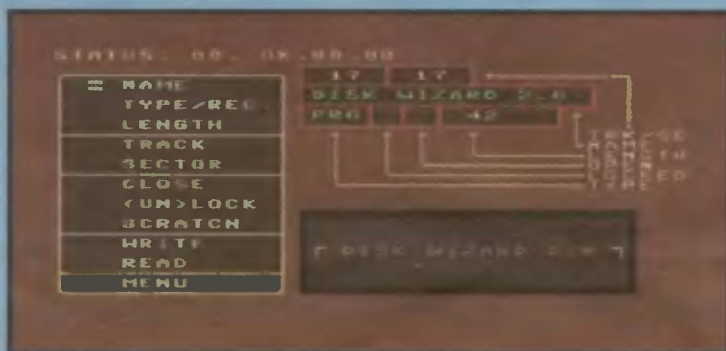 STATUS: 00, OK,00,00
= NAME
TYPE/REC
LENGTH
TRACK
SECTOR
CLOSE
<UN>LOCK
SCRATCH
WRITE
READ
MENU
17 17
DISK WIZARD 2.0
PRG 42
DISK WIZARD 2.0